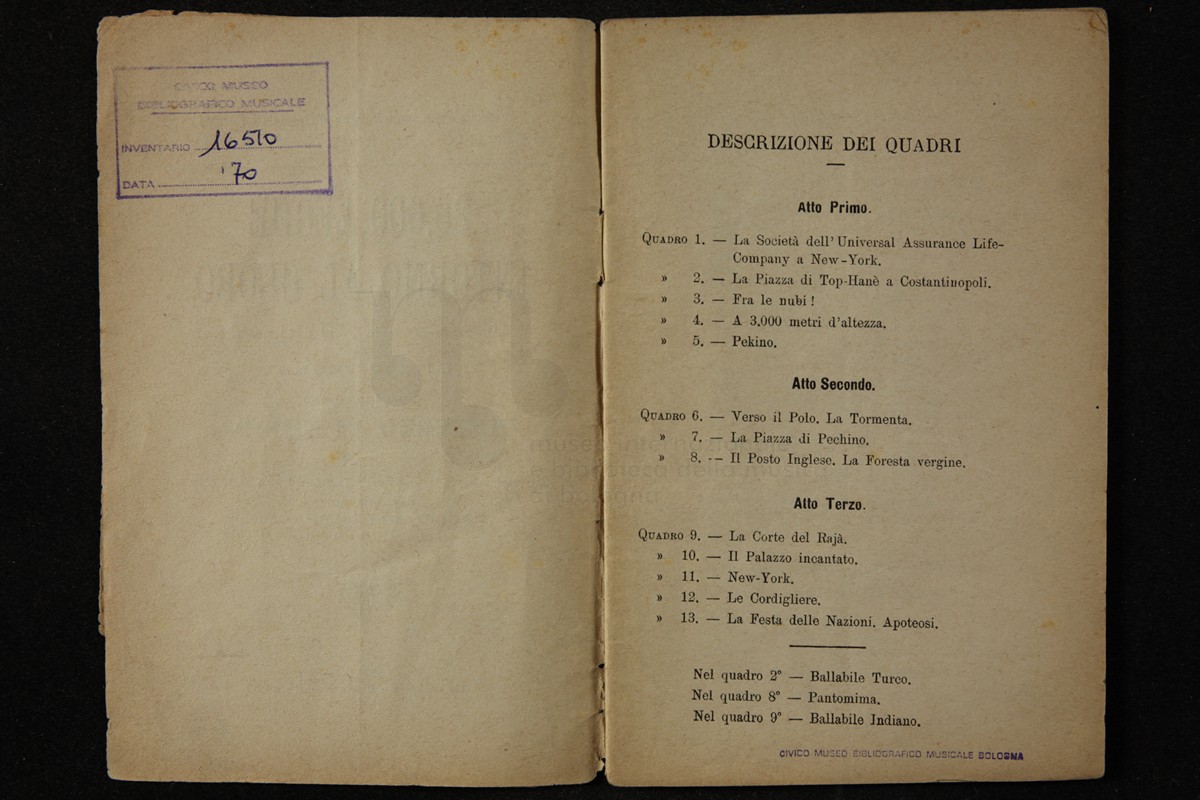 CIVICO MUSEO
BIBLIOGRAFICO MUSICALE
INVENTARIO 16510
DATA '70
DESCRIZIONE DEI QUADRI
Atto Primo.
QUADRO 1. — La Società dell'Universal Assurance Life-
Company a New-York.
» 2. — La Piazza di Top-Hanè a Costantinopoli.
» 3. — Fra le nubi!
» 4. — A 3.000 metri d'altezza.
» 5. — Pekino.
Atto Secondo.
QUADRO 6. — Verso il Polo. La Tormenta.
» 7. — La Piazza di Pechino.
» 8. — Il Posto Inglese. La Foresta vergine.
Atto Terzo.
QUADRO 9. — La Corte del Rajà.
» 10. — Il Palazzo incantato.
» 11. — New-York.
» 12. — Le Cordigliere.
» 13. — La Festa delle Nazioni. Apoteosi.
Nel quadro 2° — Ballabile Turco.
Nel quadro 8° — Pantomima.
Nel quadro 9° — Ballabile Indiano.
CIVICO MUSEO BIBLIOGRAFICO MUSICALE BOLOGNA
museo inte
di bologna